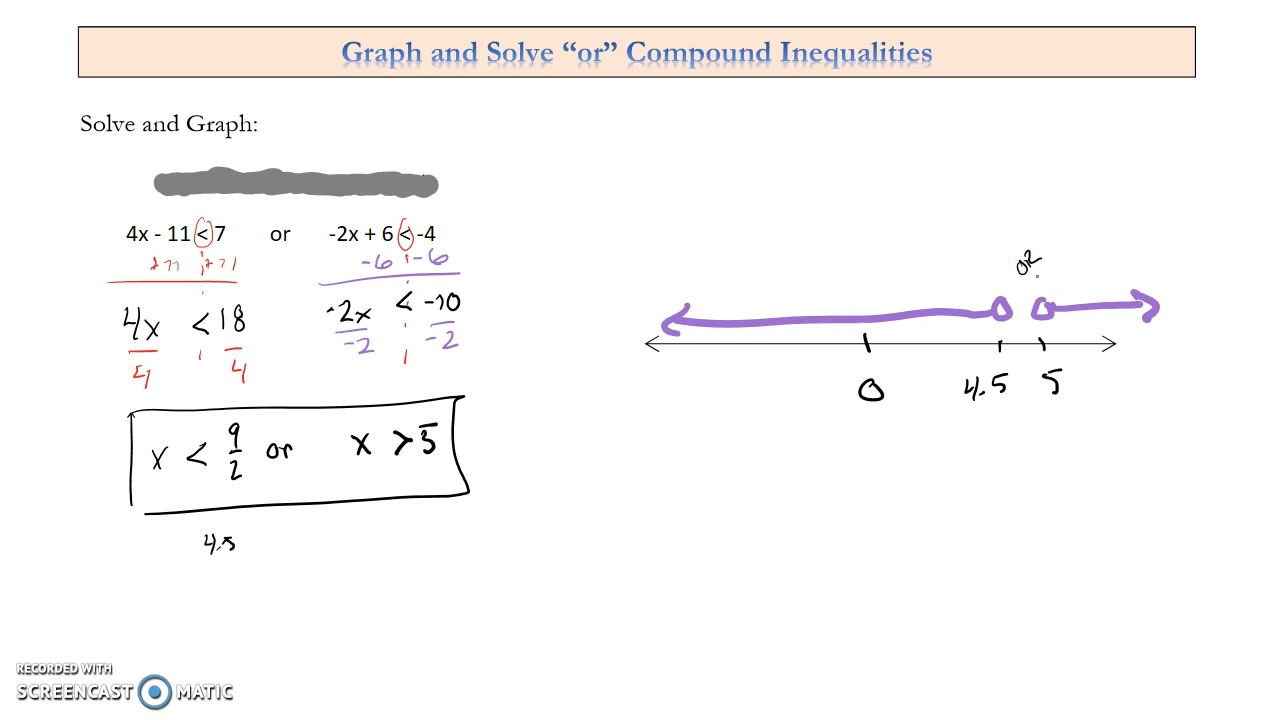 Graph and Solve “or” Compound Inequalities
Solve and Graph:
4x - 11 < 7 or -2x + 6 < -4
+11 +11 -6 -6
4x < 18 -2x < -10
4 4 -2 -2
x < 9/2 or x > 5
4.5
or
0 4.5 5
RECORDED WITH
SCREENCAST MATIC